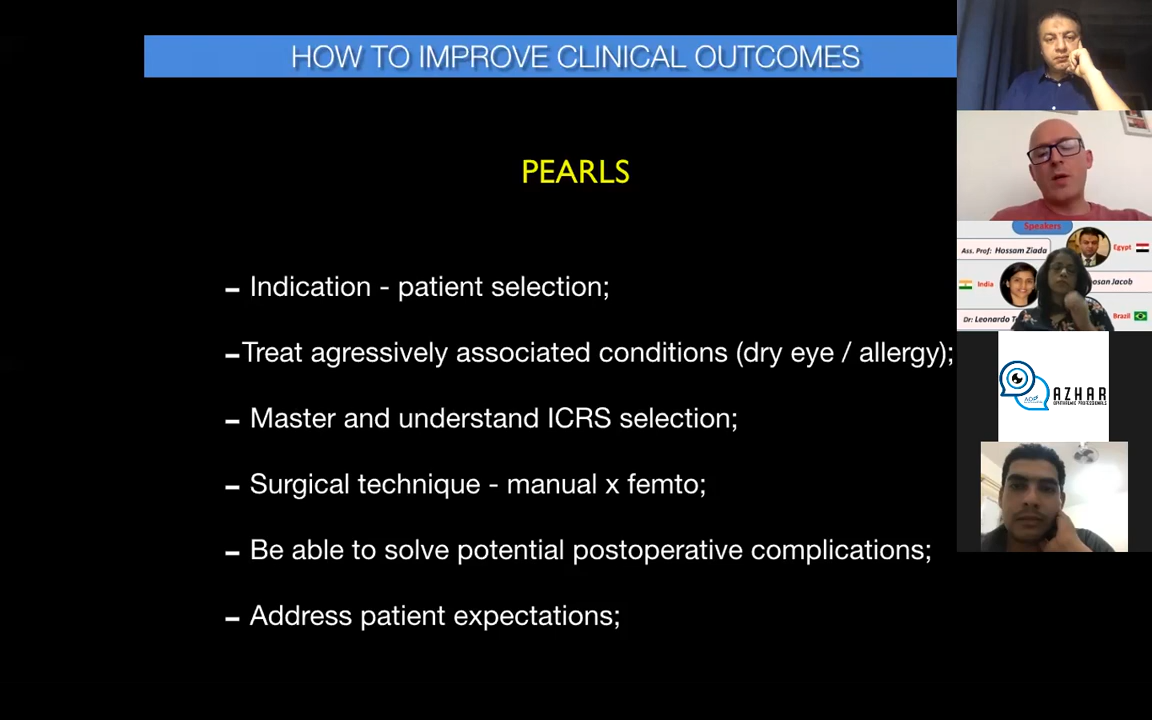 HOW TO IMPROVE CLINICAL OUTCOMES
PEARLS
- Indication - patient selection;
-Treat agressively associated conditions (dry eye / allergy);
- Master and understand ICRS selection;
- Surgical technique - manual x femto;
- Be able to solve potential postoperative complications;
- Address patient expectations;
Speakers
Ass. Prof: Hossam Ziada
Egypt
India
Jacob
Dr: Leonardo
Brazil
AZHAR